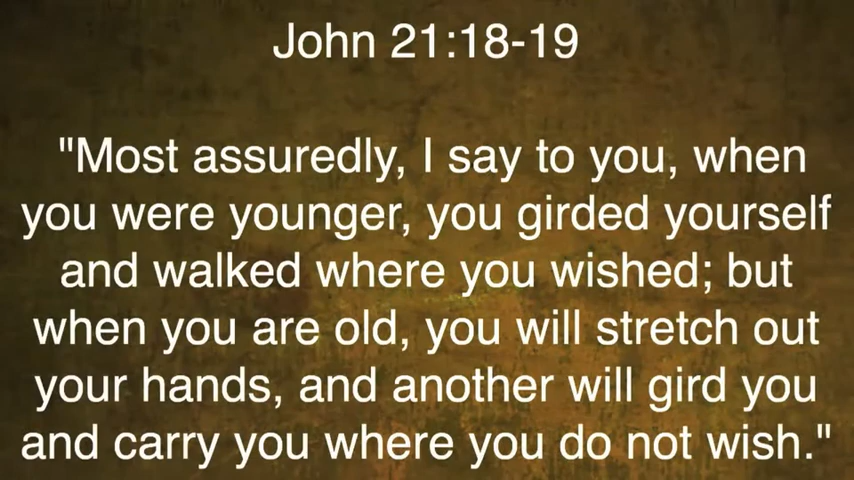 John 21:18-19
"Most assuredly, I say to you, when
you were younger, you girded yourself
and walked where you wished; but
when you are old, you will stretch out
your hands, and another will gird you
and carry you where you do not wish."